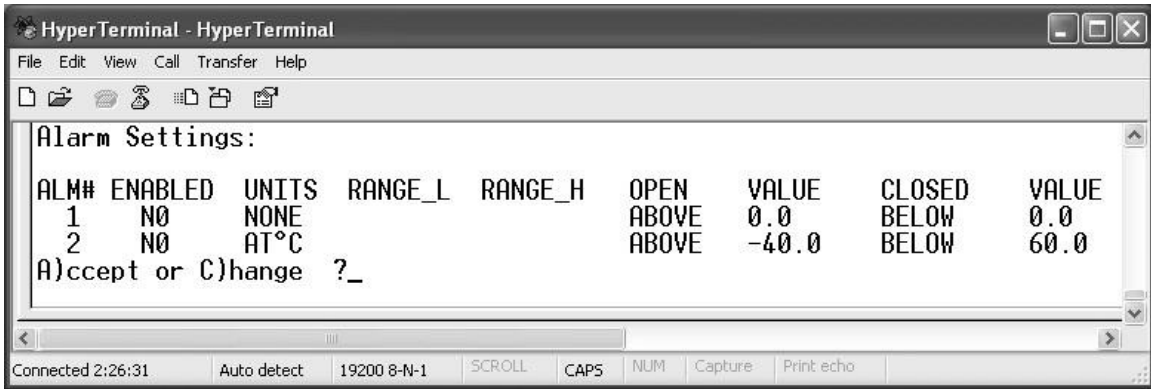 HyperTerminal - HyperTerminal
File Edit View Call Transfer Help
Alarm Settings:
ALM# ENABLED UNITS RANGE_L RANGE_H OPEN VALUE CLOSED VALUE
1 N0 NONE ABOVE 0.0 BELOW 0.0
2 N0 AT°C ABOVE -40.0 BELOW 60.0
A)ccept or C)hange ?_
Connected 2:26:31 Auto detect 19200 8-N-1 SCROLL CAPS NUM Capture Print echo